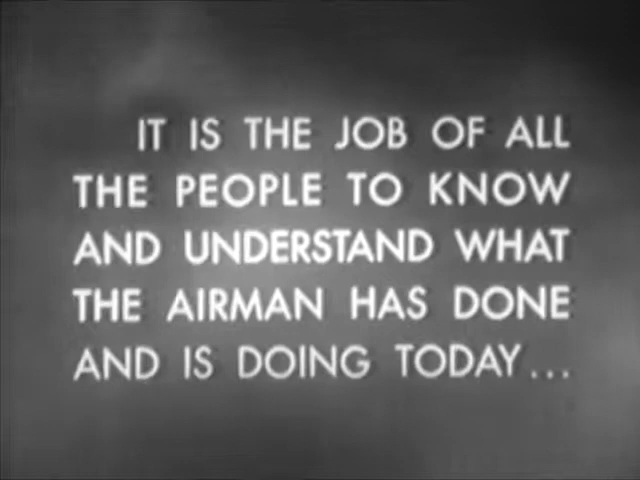 IT IS THE JOB OF ALL
THE PEOPLE TO KNOW
AND UNDERSTAND WHAT
THE AIRMAN HAS DONE
AND IS DOING TODAY...